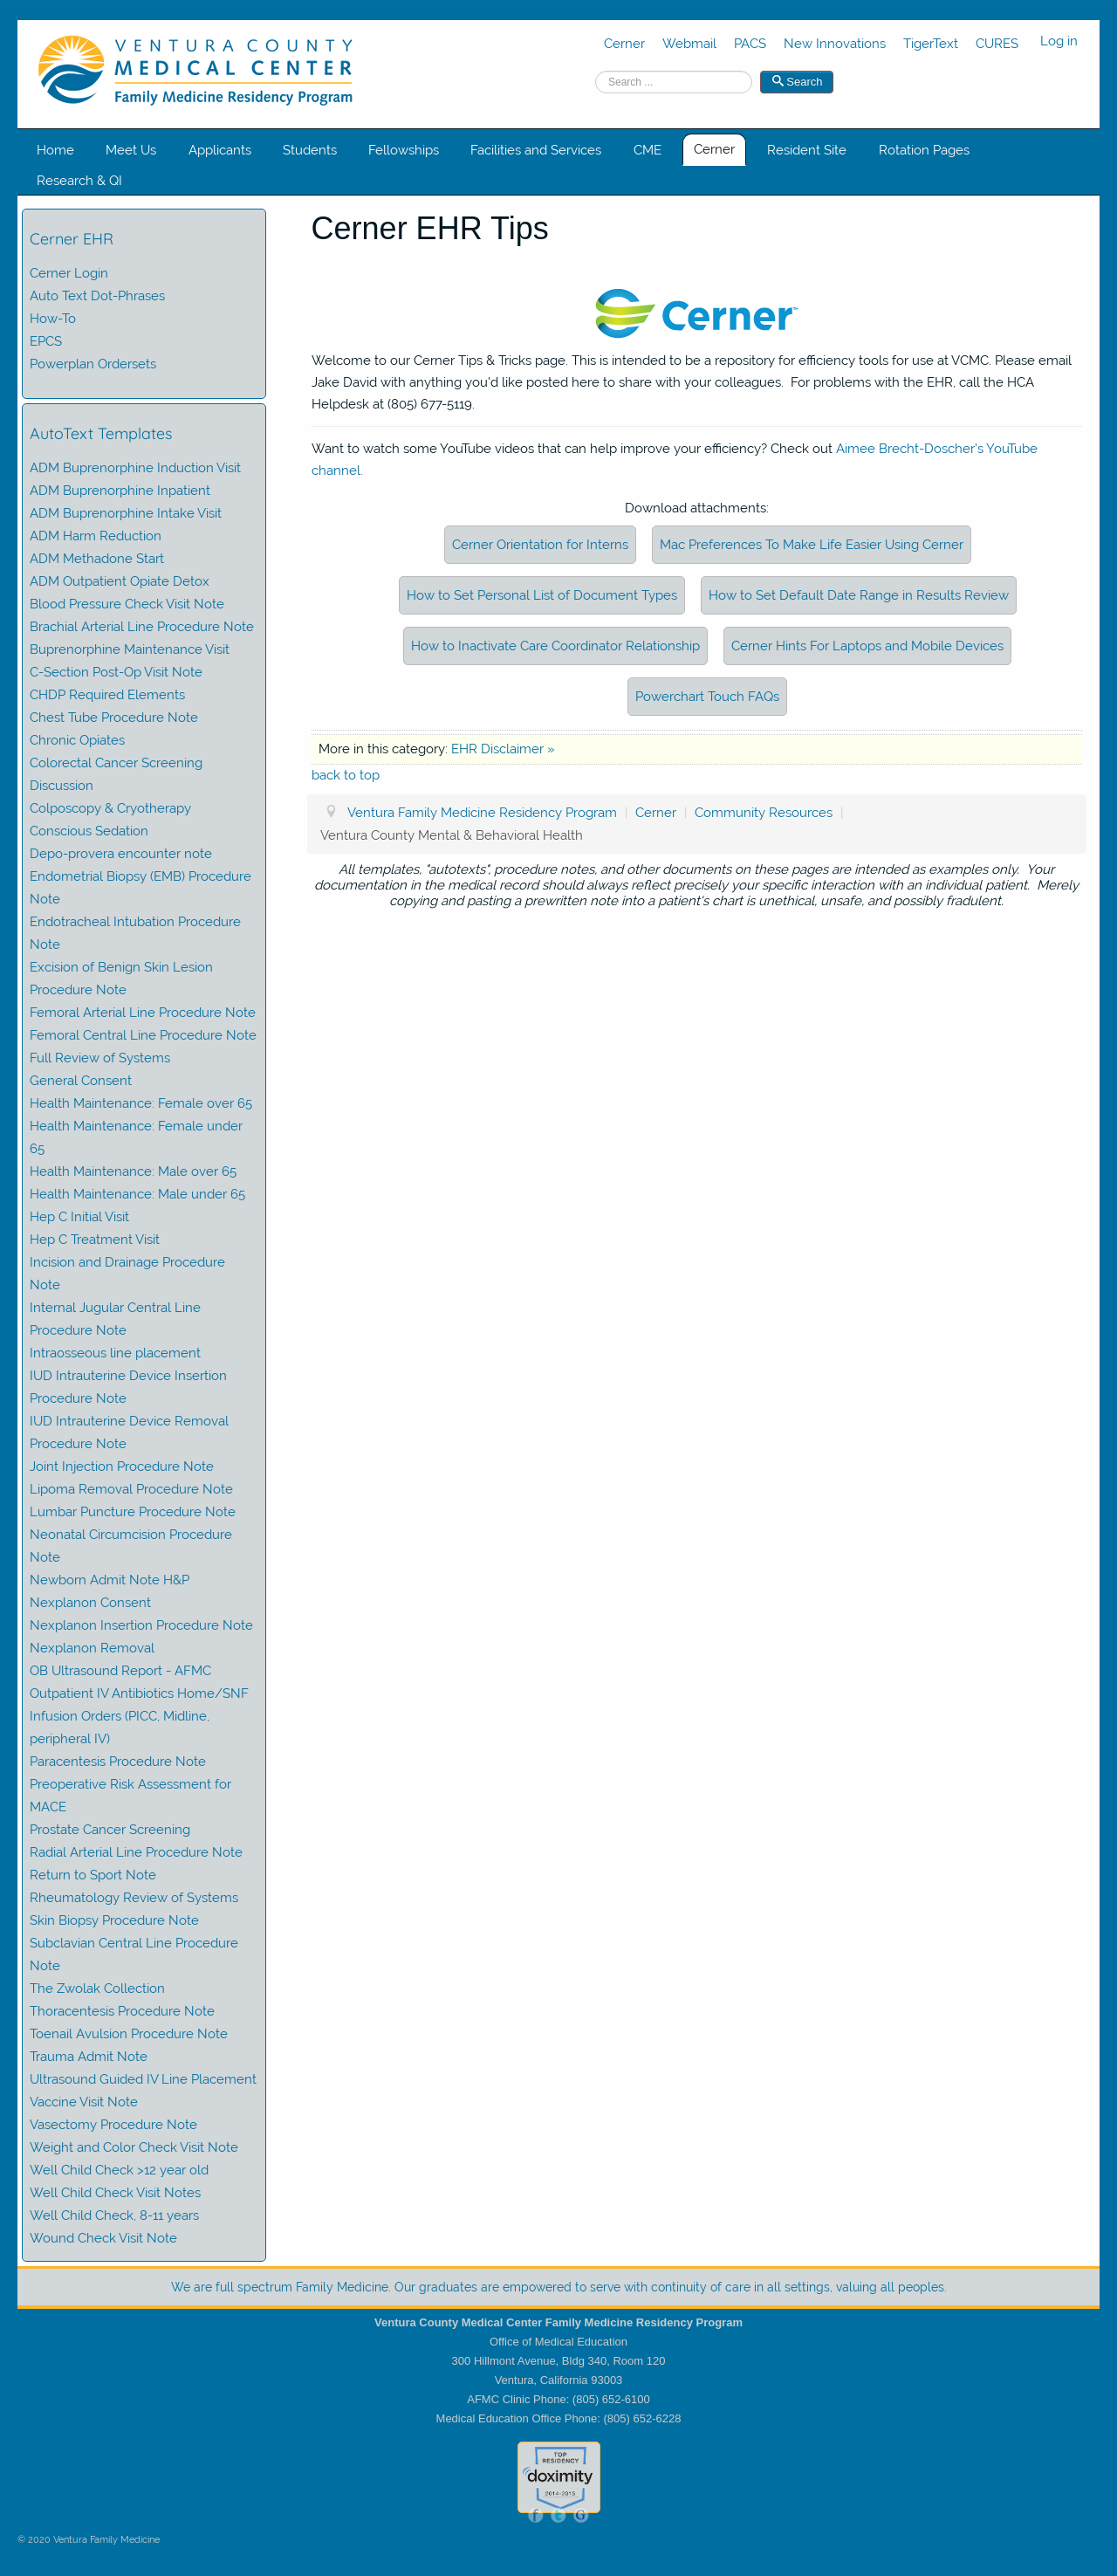 VENTURA COUNTY
MEDICAL CENTER
Family Medicine Residency Program
Cerner Webmail PACS New Innovations TigerText CURES Log in
Search ... Search
Home Meet Us Applicants Students Fellowships Facilities and Services CME Cerner Resident Site Rotation Pages
Research & QI
Cerner EHR
Cerner Login
Auto Text Dot-Phrases
How-To
EPCS
Powerplan Ordersets
AutoText Templates
ADM Buprenorphine Induction Visit
ADM Buprenorphine Inpatient
ADM Buprenorphine Intake Visit
ADM Harm Reduction
ADM Methadone Start
ADM Outpatient Opiate Detox
Blood Pressure Check Visit Note
Brachial Arterial Line Procedure Note
Buprenorphine Maintenance Visit
C-Section Post-Op Visit Note
CHDP Required Elements
Chest Tube Procedure Note
Chronic Opiates
Colorectal Cancer Screening
Discussion
Colposcopy & Cryotherapy
Conscious Sedation
Depo-provera encounter note
Endometrial Biopsy (EMB) Procedure
Note
Endotracheal Intubation Procedure
Note
Excision of Benign Skin Lesion
Procedure Note
Femoral Arterial Line Procedure Note
Femoral Central Line Procedure Note
Full Review of Systems
General Consent
Health Maintenance: Female over 65
Health Maintenance: Female under
65
Health Maintenance: Male over 65
Health Maintenance: Male under 65
Hep C Initial Visit
Hep C Treatment Visit
Incision and Drainage Procedure
Note
Internal Jugular Central Line
Procedure Note
Intraosseous line placement
IUD Intrauterine Device Insertion
Procedure Note
IUD Intrauterine Device Removal
Procedure Note
Joint Injection Procedure Note
Lipoma Removal Procedure Note
Lumbar Puncture Procedure Note
Neonatal Circumcision Procedure
Note
Newborn Admit Note H&P
Nexplanon Consent
Nexplanon Insertion Procedure Note
Nexplanon Removal
OB Ultrasound Report - AFMC
Outpatient IV Antibiotics Home/SNF
Infusion Orders (PICC, Midline,
peripheral IV)
Paracentesis Procedure Note
Preoperative Risk Assessment for
MACE
Prostate Cancer Screening
Radial Arterial Line Procedure Note
Return to Sport Note
Rheumatology Review of Systems
Skin Biopsy Procedure Note
Subclavian Central Line Procedure
Note
The Zwolak Collection
Thoracentesis Procedure Note
Toenail Avulsion Procedure Note
Trauma Admit Note
Ultrasound Guided IV Line Placement
Vaccine Visit Note
Vasectomy Procedure Note
Weight and Color Check Visit Note
Well Child Check >12 year old
Well Child Check Visit Notes
Well Child Check, 8-11 years
Wound Check Visit Note
Cerner EHR Tips
Cerner™
Welcome to our Cerner Tips & Tricks page. This is intended to be a repository for efficiency tools for use at VCMC. Please email
Jake David with anything you'd like posted here to share with your colleagues. For problems with the EHR, call the HCA
Helpdesk at (805) 677-5119.
Want to watch some YouTube videos that can help improve your efficiency? Check out Aimee Brecht-Doscher's YouTube
channel.
Download attachments:
Cerner Orientation for Interns Mac Preferences To Make Life Easier Using Cerner
How to Set Personal List of Document Types How to Set Default Date Range in Results Review
How to Inactivate Care Coordinator Relationship Cerner Hints For Laptops and Mobile Devices
Powerchart Touch FAQs
More in this category: EHR Disclaimer »
back to top
Ventura Family Medicine Residency Program | Cerner | Community Resources |
Ventura County Mental & Behavioral Health
All templates, "autotexts", procedure notes, and other documents on these pages are intended as examples only. Your
documentation in the medical record should always reflect precisely your specific interaction with an individual patient. Merely
copying and pasting a prewritten note into a patient's chart is unethical, unsafe, and possibly fraudulent.
We are full spectrum Family Medicine. Our graduates are empowered to serve with continuity of care in all settings, valuing all peoples.
Ventura County Medical Center Family Medicine Residency Program
Office of Medical Education
300 Hillmont Avenue, Bldg 340, Room 120
Ventura, California 93003
AFMC Clinic Phone: (805) 652-6100
Medical Education Office Phone: (805) 652-6228
TOP
RESIDENCY
doximity
2014-2015
f t G
© 2020 Ventura Family Medicine